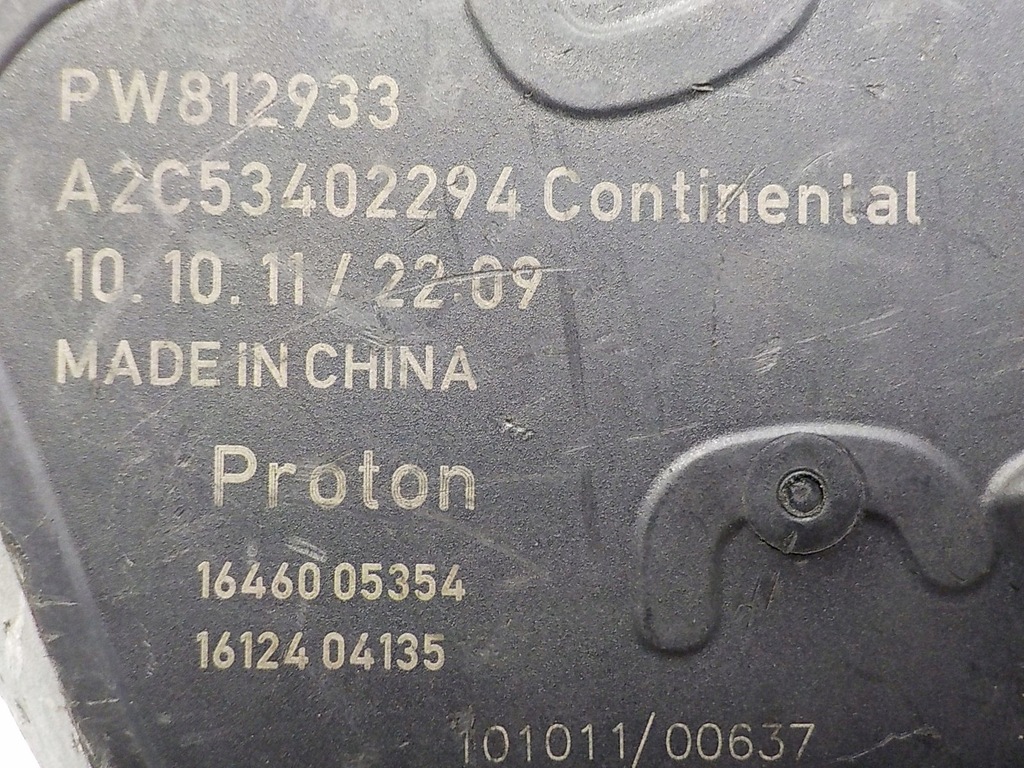 PW812933
A2C53402294 Continental
10.10.11/22:09
MADE IN CHINA
Proton
16460 05354
16124 04135
101011/00637